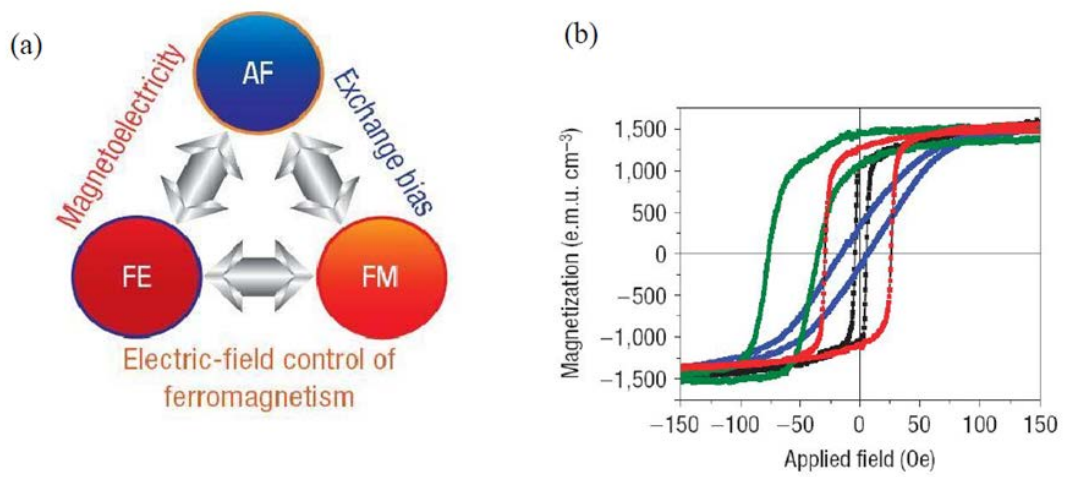 (a)
AF
Magnetoelectricity
Exchange bias
FE
FM
Electric-field control of
ferromagnetism
(b)
Magnetization (e.m.u. cm⁻³)
1,500
1,000
500
0
−500
−1,000
−1,500
−150 −100 −50 0 50 100 150
Applied field (Oe)